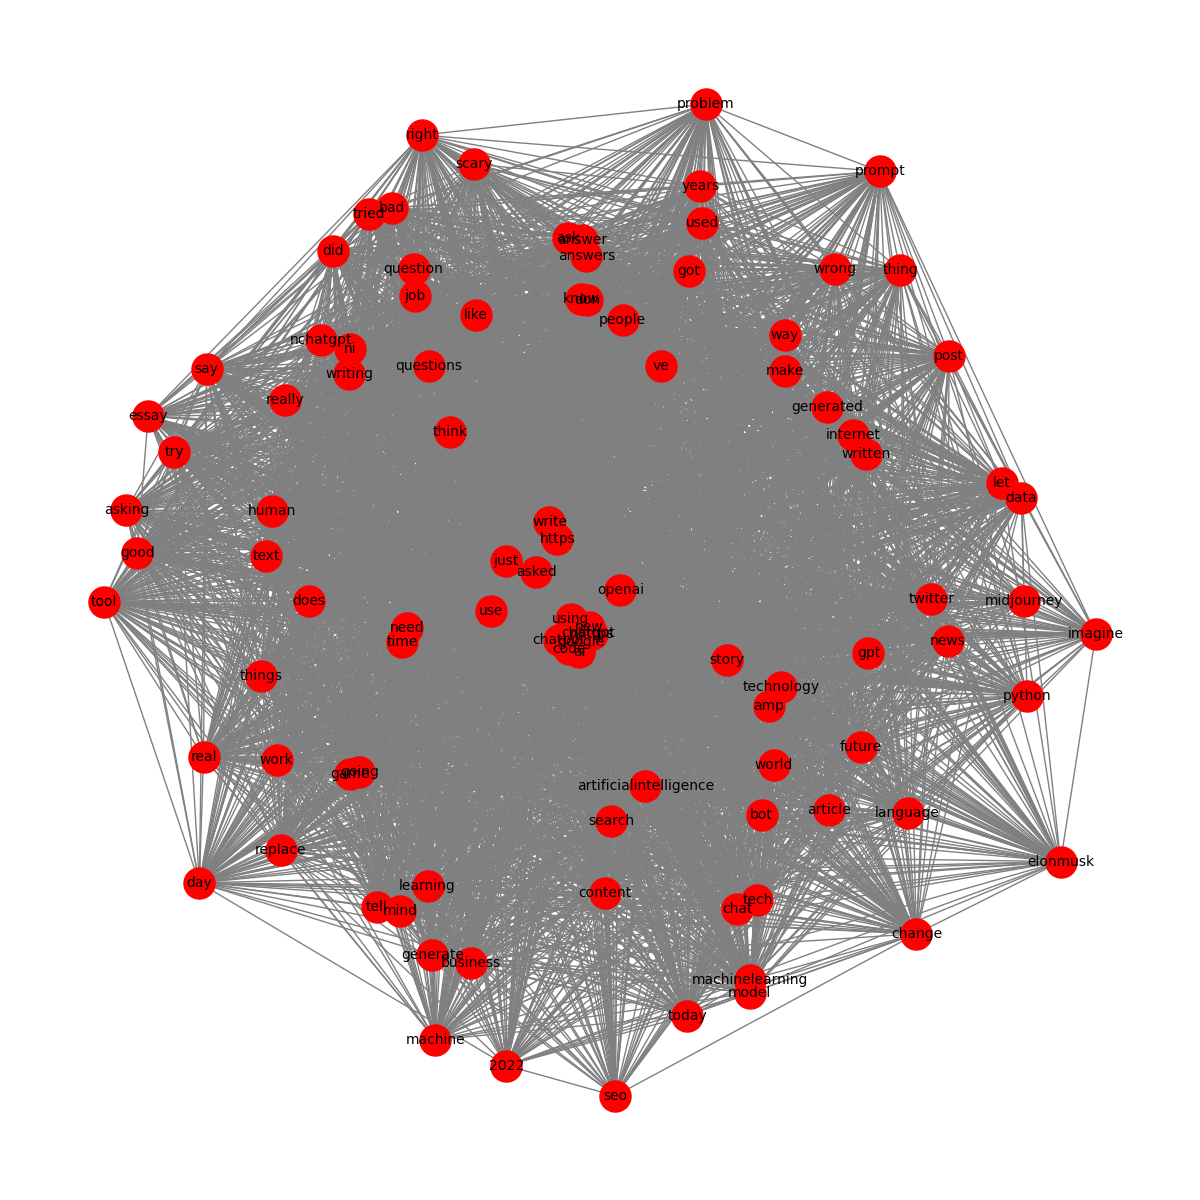 problem
right
scary
prompt
years
bad
tried
used
ask
answer
did
answers
question
got
wrong
thing
job
know
don
like
people
way
nchatgpt
ni
post
say
questions
ve
make
writing
really
generated
essay
think
internet
try
written
let
data
asking
human
write
https
good
text
just
asked
openai
tool
does
use
twitter
midjourney
using
need
new
imagine
time
code
ai
news
gpt
story
things
technology
python
amp
real
work
future
game
going
world
artificialintelligence
search
bot
article
language
replace
elonmusk
day
learning
content
tech
tell
mind
chat
change
generate
business
machinelearning
model
today
machine
2022
seo